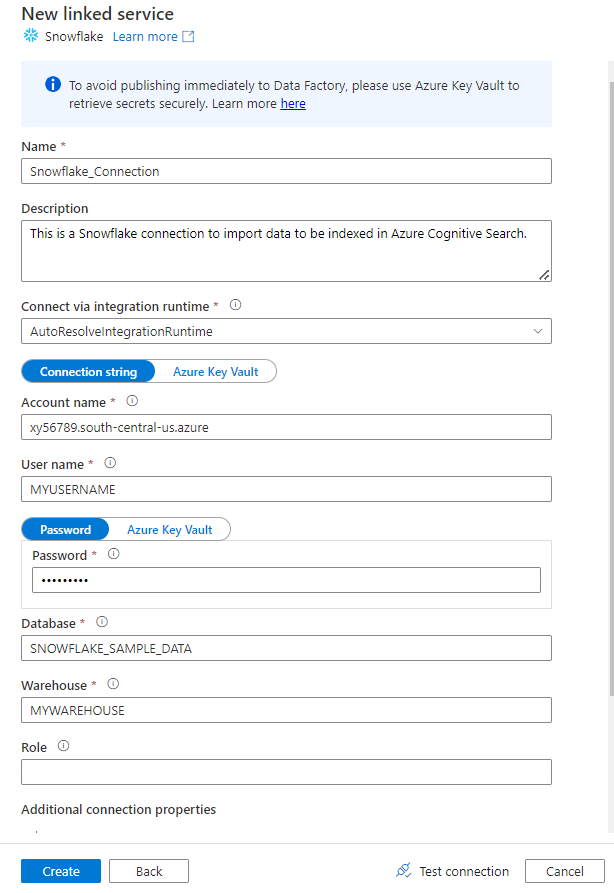 New linked service
Snowflake Learn more
To avoid publishing immediately to Data Factory, please use Azure Key Vault to
retrieve secrets securely. Learn more here
Name *
Snowflake_Connection
Description
This is a Snowflake connection to import data to be indexed in Azure Cognitive Search.
Connect via integration runtime *
AutoResolveIntegrationRuntime
Connection string Azure Key Vault
Account name *
xy56789.south-central-us.azure
User name *
MYUSERNAME
Password Azure Key Vault
Password *
•••••••••
Database *
SNOWFLAKE_SAMPLE_DATA
Warehouse *
MYWAREHOUSE
Role
Additional connection properties
Create Back Test connection Cancel